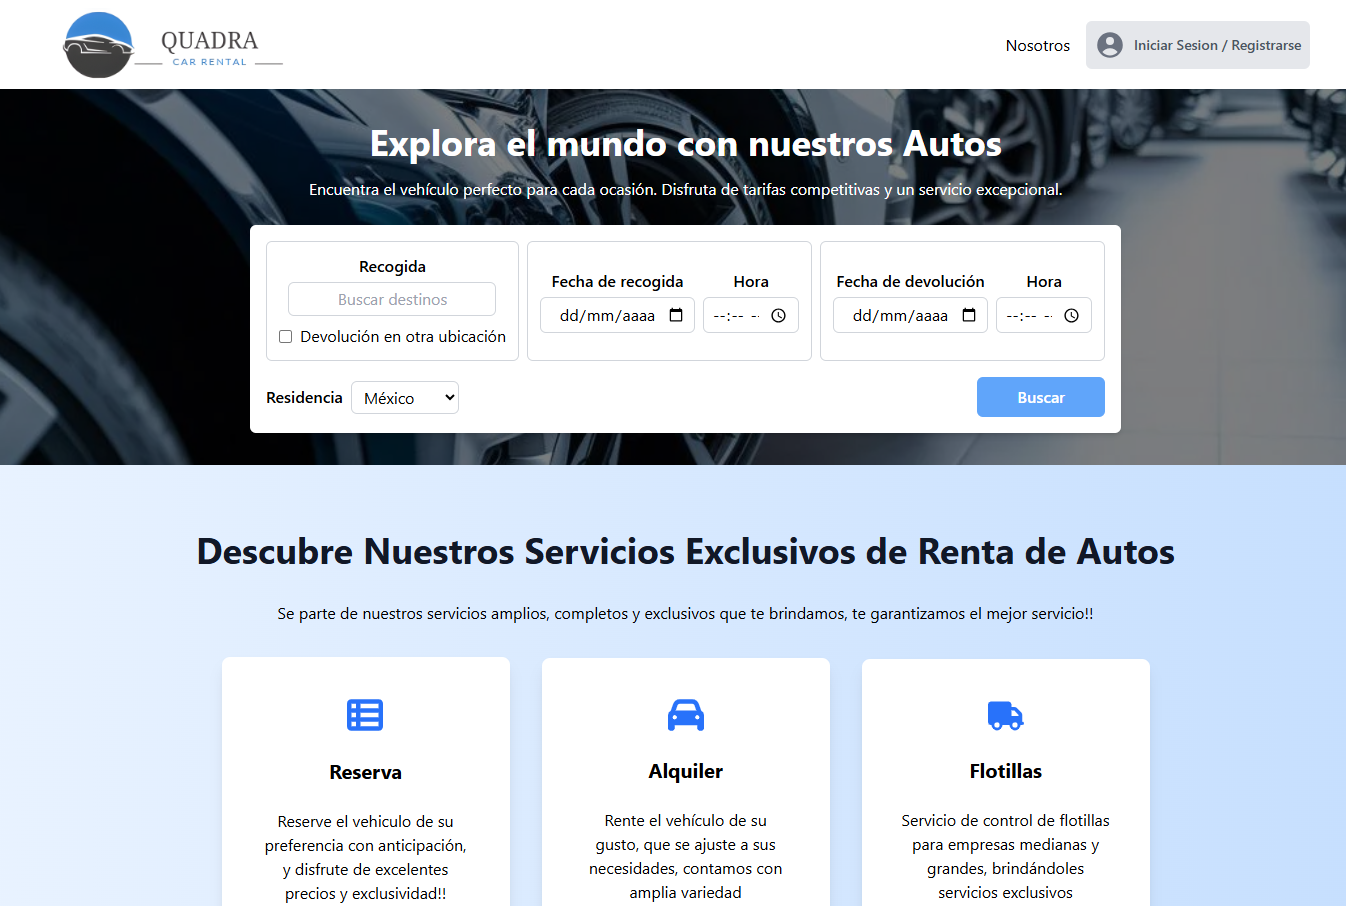 QUADRA
CAR RENTAL
Nosotros
Iniciar Sesion / Registrarse
Explora el mundo con nuestros Autos
Encuentra el vehículo perfecto para cada ocasión. Disfruta de tarifas competitivas y un servicio excepcional.
Recogida
Buscar destinos
Devolución en otra ubicación
Fecha de recogida Hora
dd/mm/aaaa --:-- -
Fecha de devolución Hora
dd/mm/aaaa --:-- -
Residencia México
Buscar
Descubre Nuestros Servicios Exclusivos de Renta de Autos
Se parte de nuestros servicios amplios, completos y exclusivos que te brindamos, te garantizamos el mejor servicio!!
Reserva
Reserve el vehiculo de su
preferencia con anticipación,
y disfrute de excelentes
precios y exclusividad!!
Alquiler
Rente el vehículo de su
gusto, que se ajuste a sus
necesidades, contamos con
amplia variedad
Flotillas
Servicio de control de flotillas
para empresas medianas y
grandes, brindándoles
servicios exclusivos